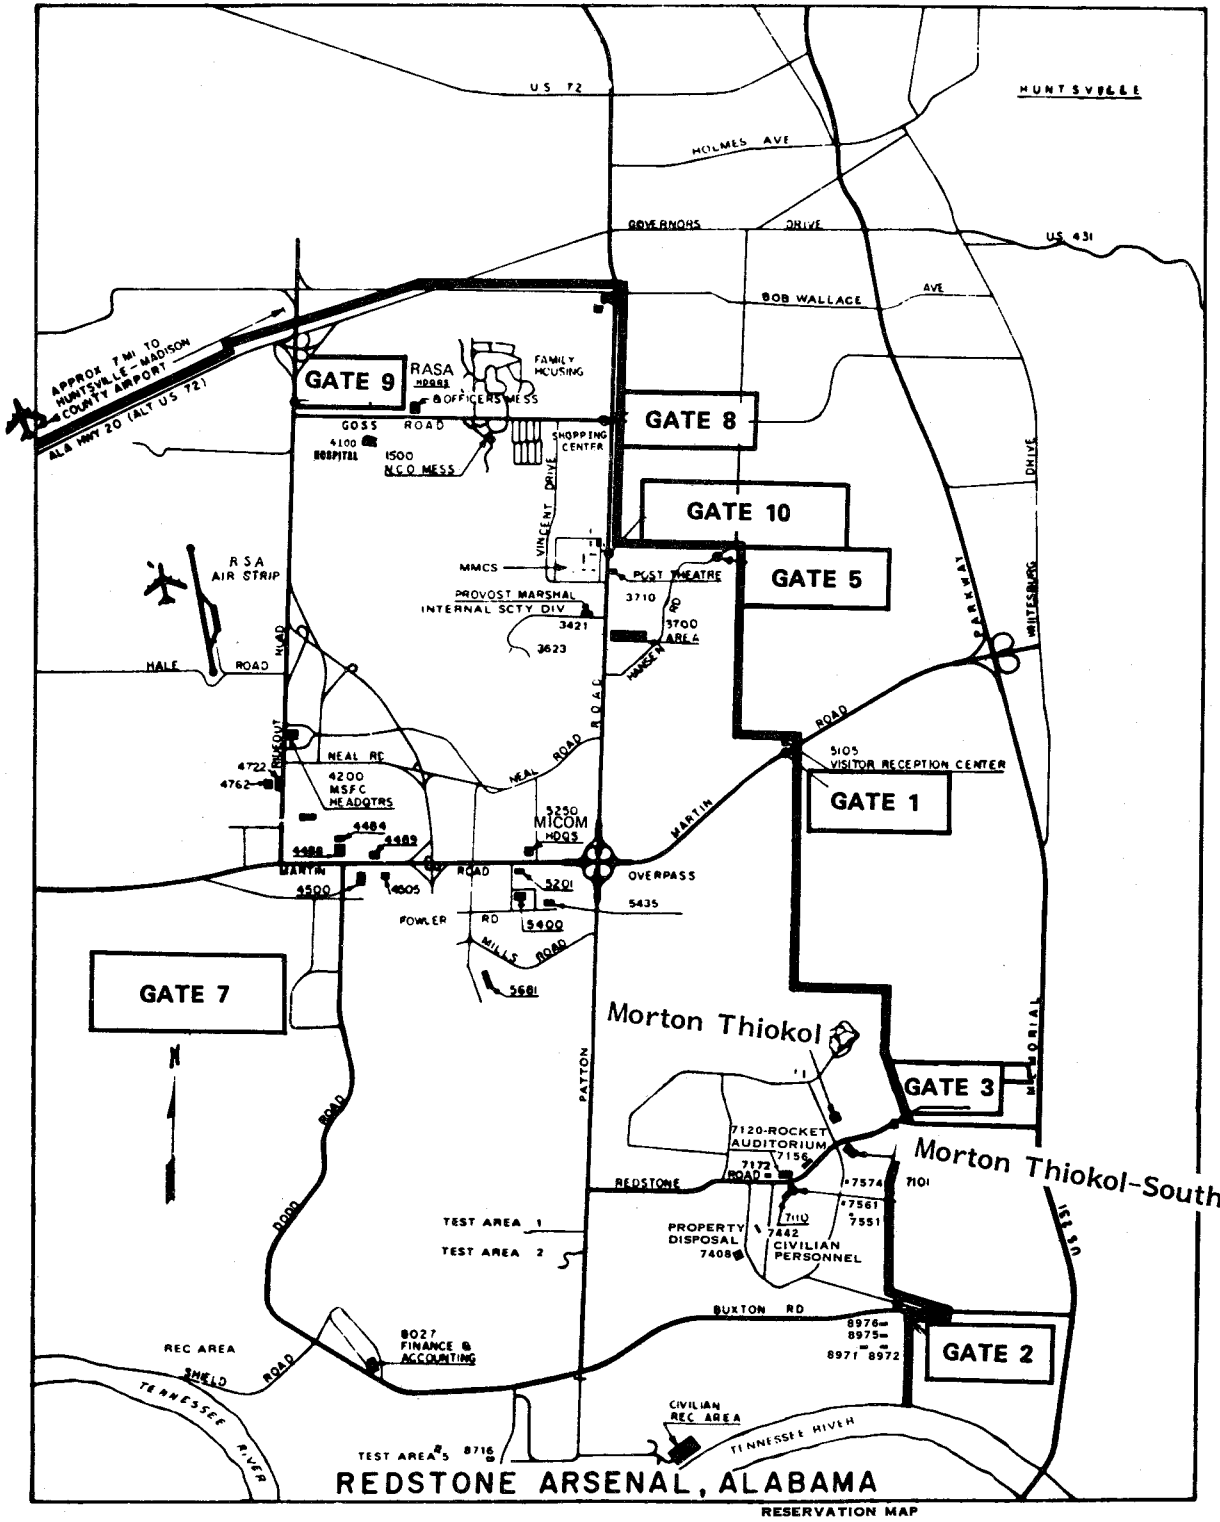 U S 72
HUNTSVILLE
HOLMES AVE
GOVERNORS DRIVE
US 431
BOB WALLACE AVE
APPROX 7 MI TO
HUNTSVILLE-MADISON
COUNTY AIRPORT
ALA HWY 20 (ALT US 72)
GATE 9
RASA
HDQRS
FAMILY
HOUSING
& OFFICERS MESS
GOSS ROAD
4100
HOSPITAL
1500
N.C.O MESS
SHOPPING
CENTER
GATE 8
VINCENT DRIVE
GATE 10
DRIVE
WHITESBURG
PARKWAY
RSA
AIR STRIP
MMCS
POST THEATRE
3710
GATE 5
PROVOST MARSHAL
INTERNAL SCTY DIV
3421
3623
RD
3700
AREA
HANSEN
HALE ROAD
ROAD
RIDEOUT
ROAD
NEAL RD
NEAL ROAD
4722
4762
4200
MSFC
HEADQTRS
ROAD
MARTIN
5105
VISITOR RECEPTION CENTER
GATE 1
5250
MICOM
HDQS
4484
4488
4489
MARTIN ROAD
OVERPASS
4500
4505
5201
5435
FOWLER RD
5400
MILLS ROAD
5681
GATE 7
N
Morton Thiokol
PATTON
MEMORIAL
GATE 3
ROAD
DODD
7120-ROCKET
AUDITORIUM
7156
7172
REDSTONE ROAD
Morton Thiokol-South
7101
7574
7561
7551
7110
7442
CIVILIAN
PERSONNEL
PROPERTY
DISPOSAL
7408
TEST AREA 1
TEST AREA 2
US 231
BUXTON RD
8976
8975
8971 8972
GATE 2
8027
FINANCE &
ACCOUNTING
REC AREA
SHIELD ROAD
TENNESSEE RIVER
CIVILIAN
REC AREA
TENNESSEE RIVER
TEST AREA 5 8716
REDSTONE ARSENAL, ALABAMA
RESERVATION MAP